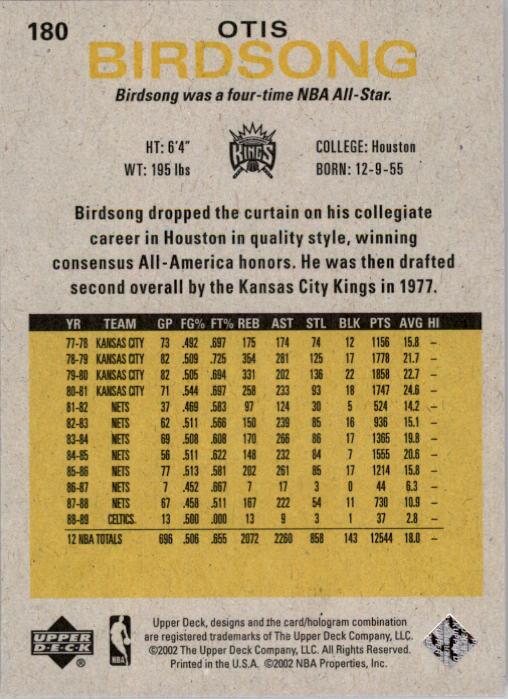 180
OTIS
BIRDSONG
Birdsong was a four-time NBA All-Star.
HT: 6'4"
WT: 195 lbs
KINGS
COLLEGE: Houston
BORN: 12-9-55
Birdsong dropped the curtain on his collegiate
career in Houston in quality style, winning
consensus All-America honors. He was then drafted
second overall by the Kansas City Kings in 1977.
YR TEAM GP FG% FT% REB AST STL BLK PTS AVG HI
77-78 KANSAS CITY 73 .492 .697 175 174 74 12 1156 15.8 –
78-79 KANSAS CITY 82 .509 .725 354 281 125 17 1778 21.7 –
79-80 KANSAS CITY 82 .505 .694 331 202 136 22 1858 22.7 –
80-81 KANSAS CITY 71 .544 .697 258 233 93 18 1747 24.6 –
81-82 NETS 37 .469 .583 97 124 30 5 524 14.2 –
82-83 NETS 62 .511 .566 150 239 85 16 936 15.1 –
83-84 NETS 69 .508 .608 170 266 86 17 1365 19.8 –
84-85 NETS 56 .511 .622 148 232 84 7 1155 20.6 –
85-86 NETS 77 .513 .581 202 261 85 17 1214 15.8 –
86-87 NETS 7 .452 .667 7 17 3 0 44 6.3 –
87-88 NETS 67 .458 .511 167 222 54 11 730 10.9 –
88-89 CELTICS 13 .500 .000 13 9 3 1 37 2.8 –
12 NBA TOTALS 696 .506 .655 2072 2260 858 143 12544 18.0 –
UPPER
DECK ®
NBA
Upper Deck, designs and the card/hologram combination
are registered trademarks of The Upper Deck Company, LLC.
©2002 The Upper Deck Company, LLC. All Rights Reserved.
Printed in the U.S.A. ©2002 NBA Properties, Inc.